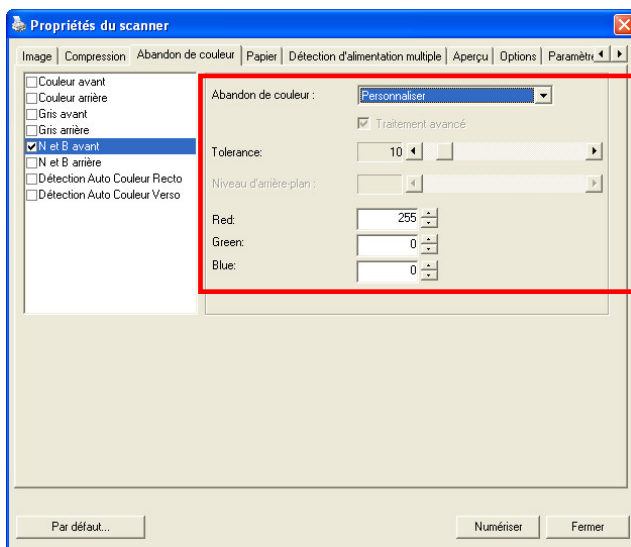 Propriétés du scanner
Image Compression Abandon de couleur Papier Détection d'alimentation multiple Aperçu Options Paramètre
Couleur avant
Couleur arrière
Gris avant
Gris arrière
N et B avant
N et B arrière
Détection Auto Couleur Recto
Détection Auto Couleur Verso
Abandon de couleur : Personnaliser
Traitement avancé
Tolerance: 10
Niveau d'arrière-plan :
Red: 255
Green: 0
Blue: 0
Par défaut... Numériser Fermer